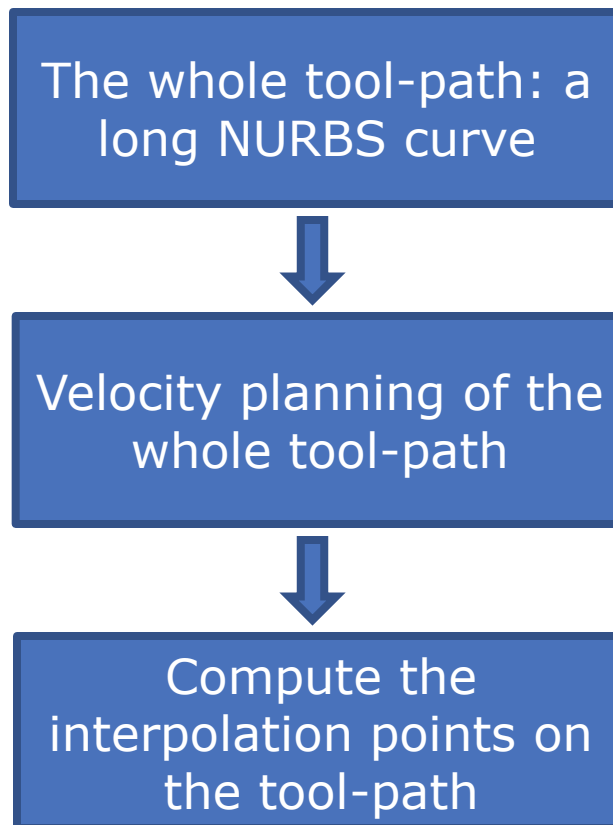 The whole tool-path: a
long NURBS curve
Velocity planning of the
whole tool-path
Compute the
interpolation points on
the tool-path